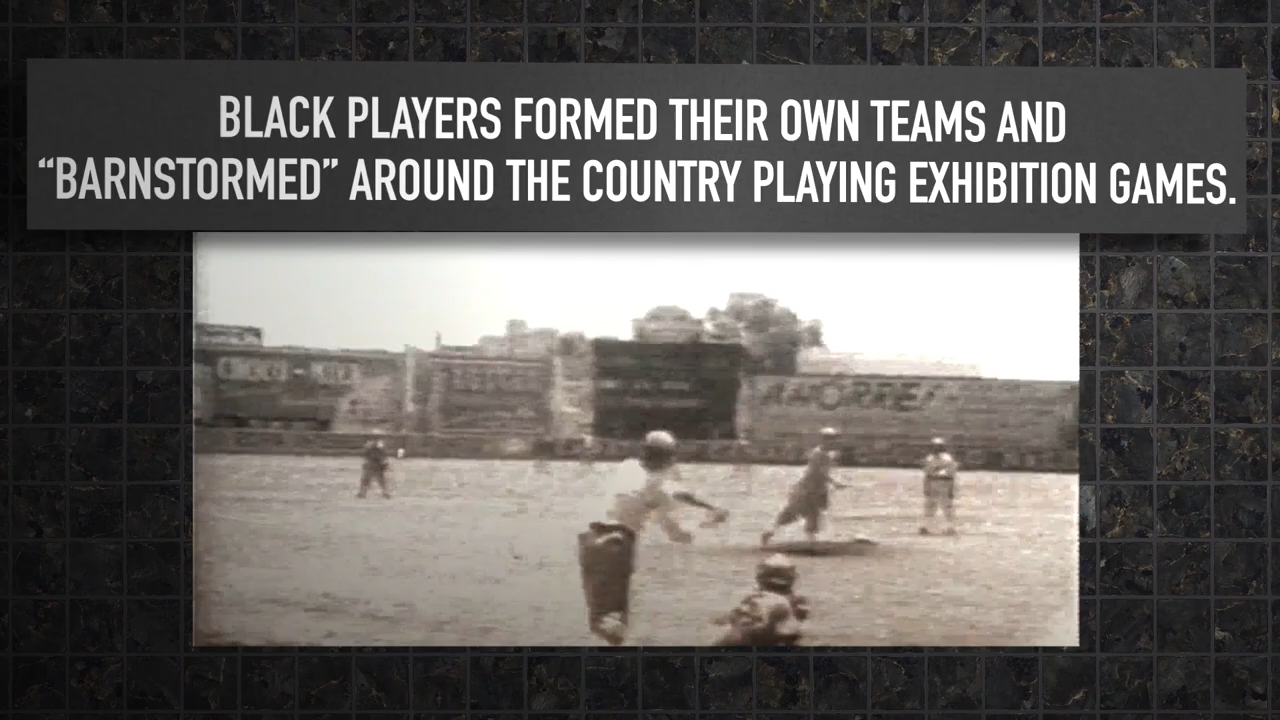 BLACK PLAYERS FORMED THEIR OWN TEAMS AND
“BARNSTORMED” AROUND THE COUNTRY PLAYING EXHIBITION GAMES.